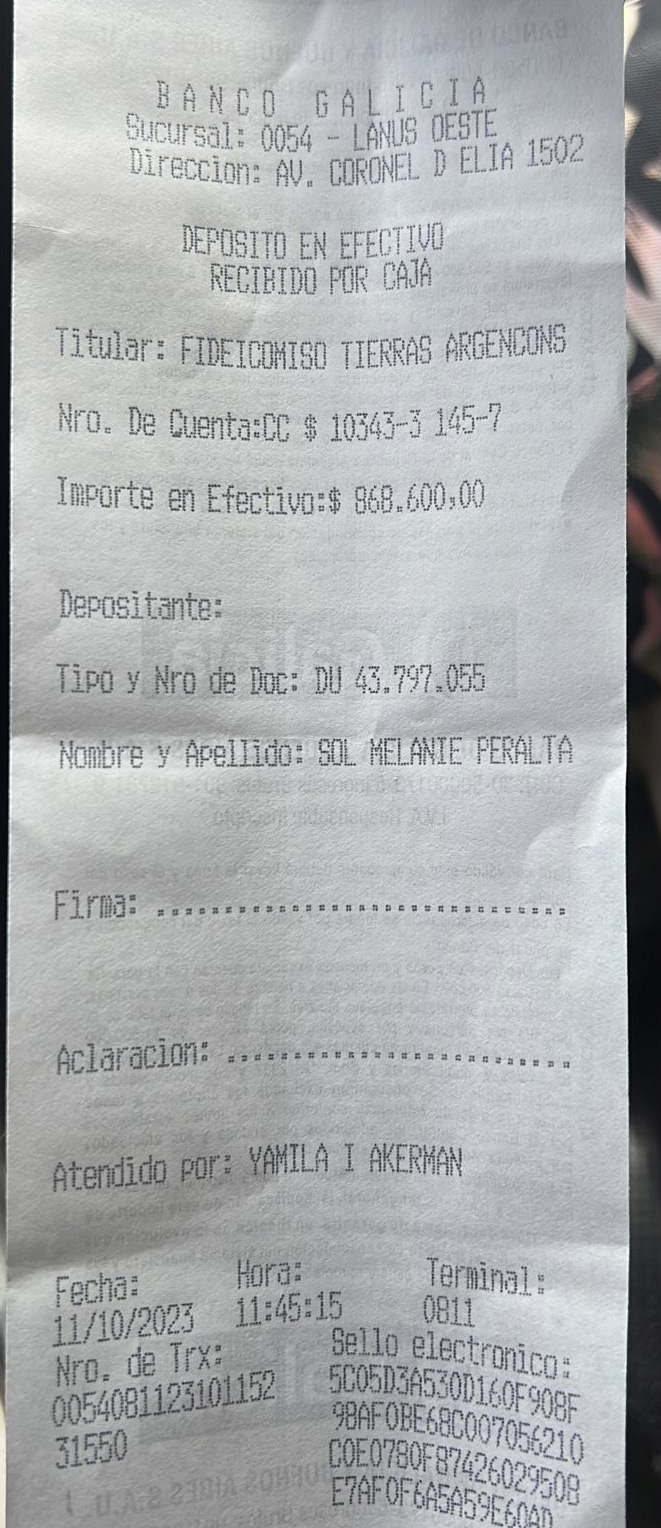 BANCO GALICIA
Sucursal: 0054 - LANUS OESTE
Direccion: AV. CORONEL D ELIA 1502
DEPOSITO EN EFECTIVO
RECIBIDO POR CAJA
Titular: FIDEICOMISO TIERRAS ARGENCONS
Nro. De Cuenta:CC $ 10343-3 145-7
Importe en Efectivo:$ 868.600,00
Depositante:
Tipo y Nro de Doc: DU 43.797.055
Nombre y Apellido: SOL MELANIE PERALTA
Firma: ...............................
Aclaracion: ..........................
Atendido por: YAMILA I AKERMAN
Fecha: Hora: Terminal:
11/10/2023 11:45:15 0811
Nro. de Trx: Sello electronico:
0054081123101152 5C05D3A530D160F908F
31550 98AF0BE68C007056210
C0E0780F87426029508
E7AF0F6A5A59E60AD